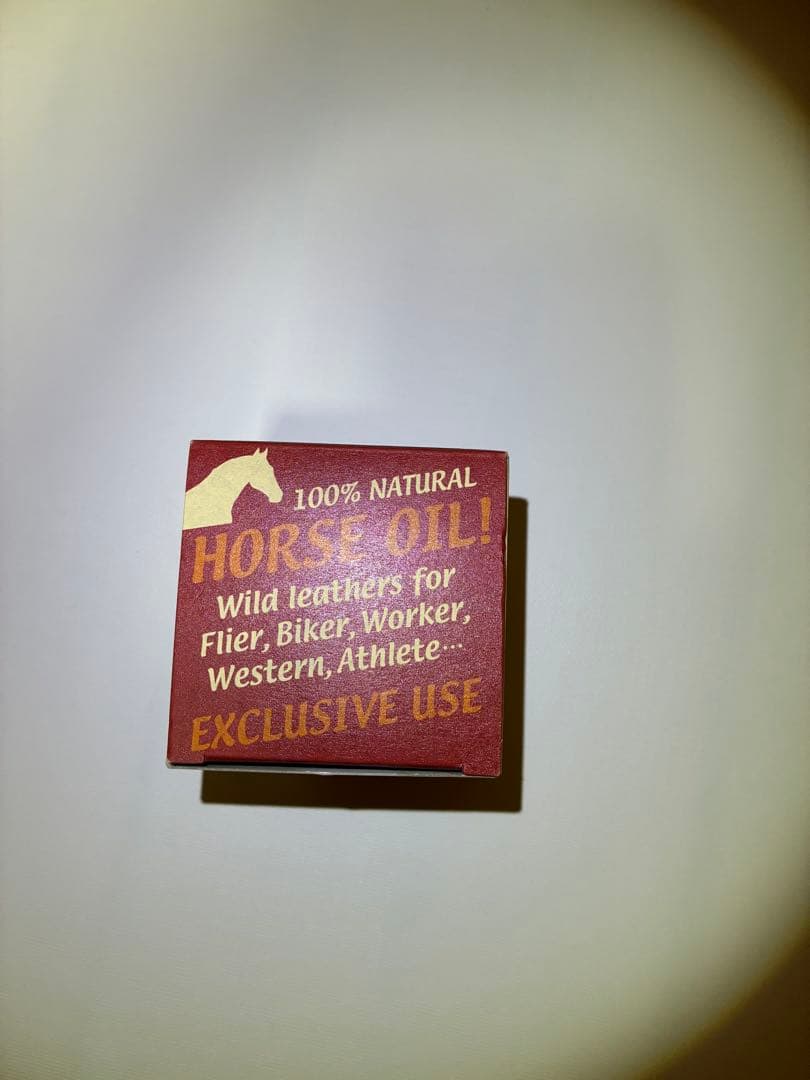 100% NATURAL
HORSE OIL!
Wild leathers for
Flier, Biker, Worker,
Western, Athlete…
EXCLUSIVE USE